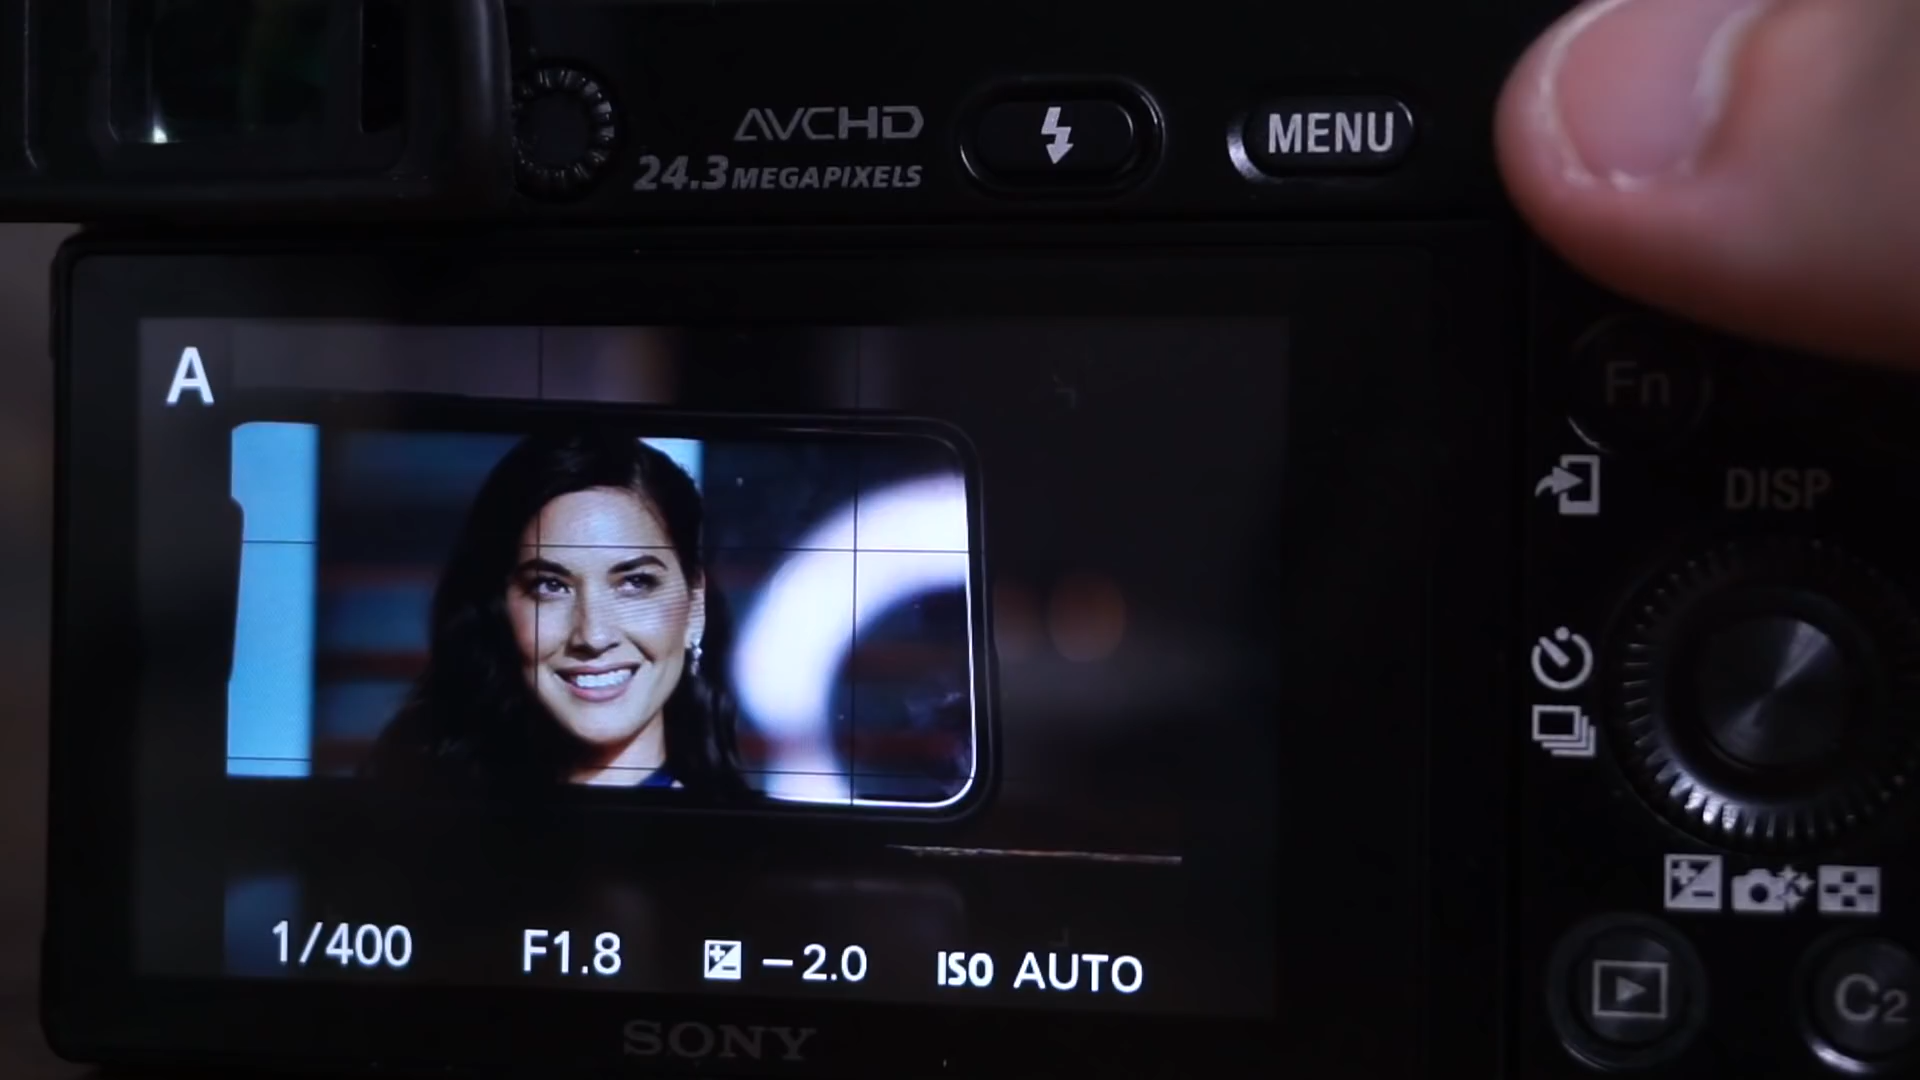 AVCHD
24.3 MEGAPIXELS
MENU
Fn
A
DISP
1/400 F1.8 −2.0 ISO AUTO
C2
SONY